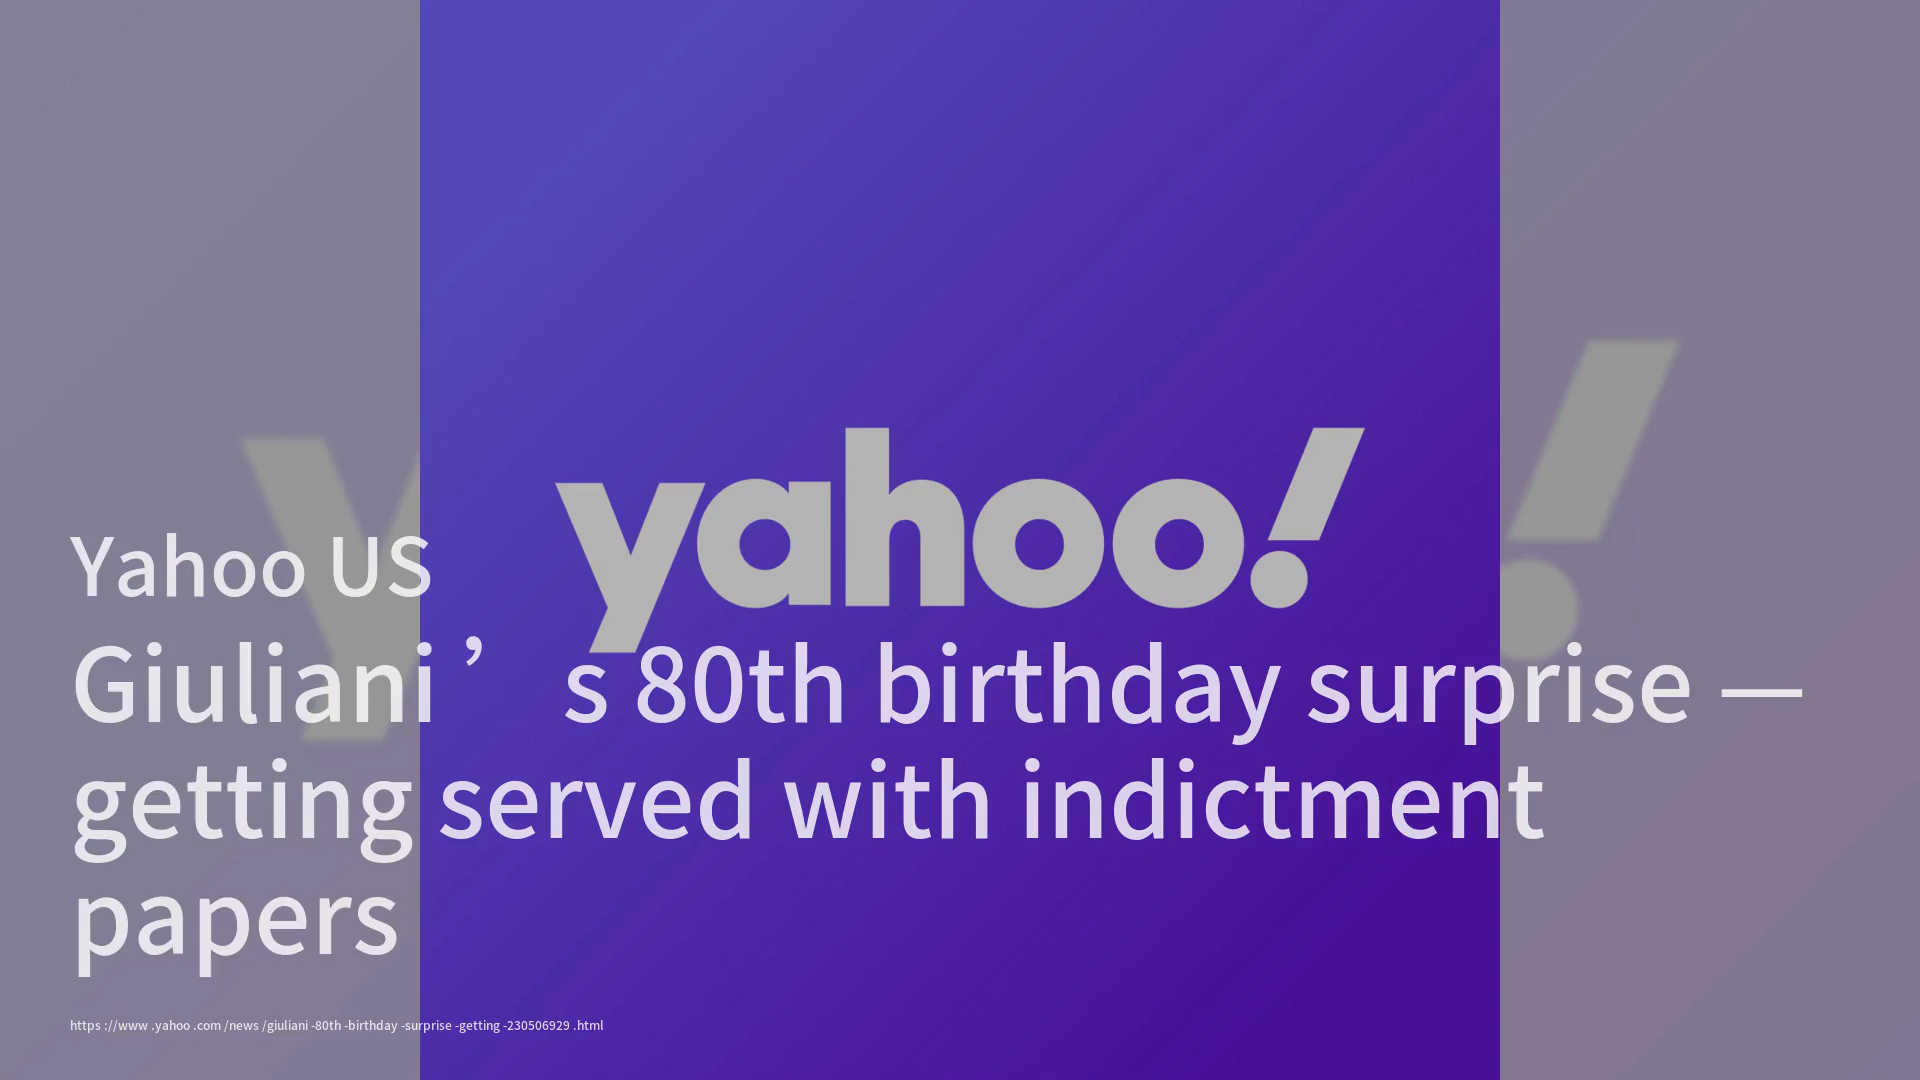 yahoo!
Yahoo US
Giuliani’s 80th birthday surprise —
getting served with indictment
papers
https ://www .yahoo .com /news /giuliani -80th -birthday -surprise -getting -230506929 .html